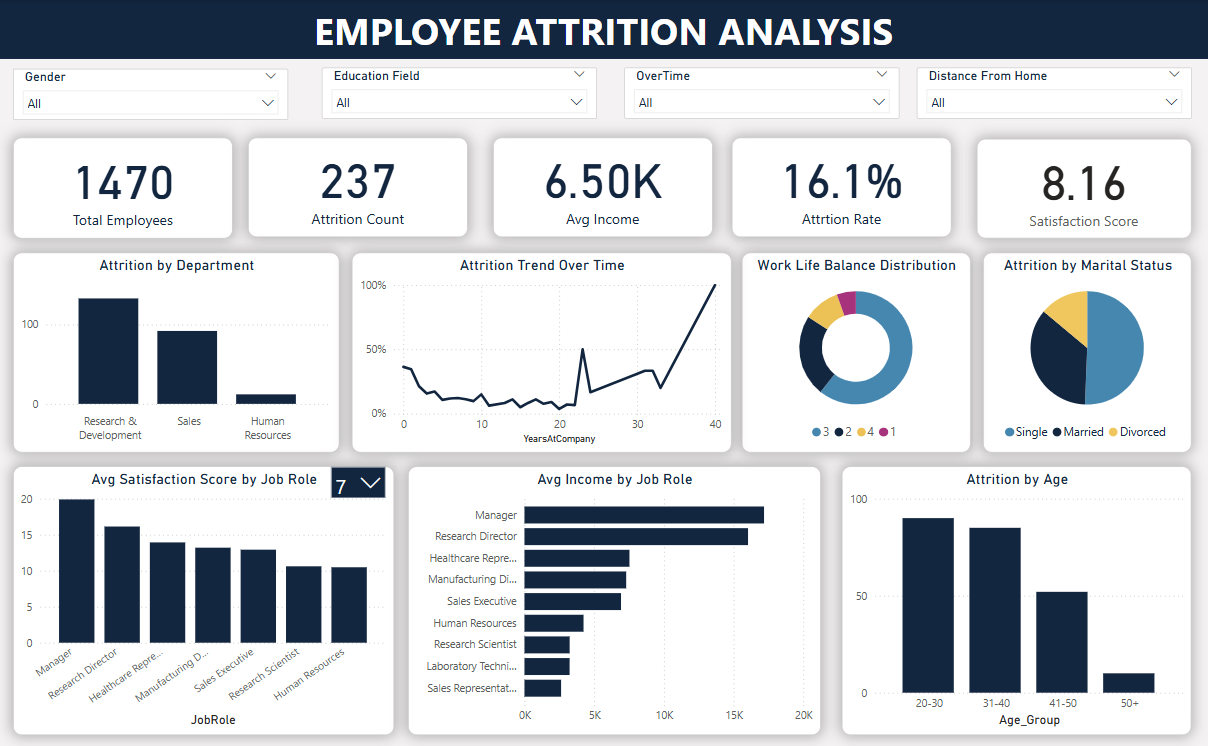 EMPLOYEE ATTRITION ANALYSIS
Gender
All
Education Field
All
OverTime
All
Distance From Home
All
1470
Total Employees
237
Attrition Count
6.50K
Avg Income
16.1%
Attrtion Rate
8.16
Satisfaction Score
Attrition by Department
100
0
Research &
Development
Sales
Human
Resources
Attrition Trend Over Time
100%
50%
0%
0 10 20 30 40
YearsAtCompany
Work Life Balance Distribution
3 2 4 1
Attrition by Marital Status
Single Married Divorced
Avg Satisfaction Score by Job Role
7
20
15
10
5
0
Manager
Research Director
Healthcare Repre...
Manufacturing D...
Sales Executive
Research Scientist
Human Resources
JobRole
Avg Income by Job Role
Manager
Research Director
Healthcare Repre...
Manufacturing Di...
Sales Executive
Human Resources
Research Scientist
Laboratory Techni...
Sales Representat...
0K 5K 10K 15K 20K
Attrition by Age
100
50
0
20-30 31-40 41-50 50+
Age_Group